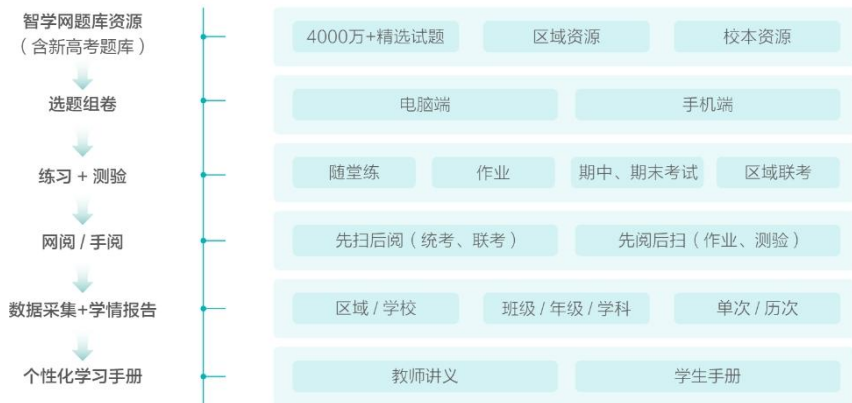 智学网题库资源
（含新高考题库）
4000万+精选试题
区域资源
校本资源
选题组卷
电脑端
手机端
练习 + 测验
随堂练
作业
期中、期末考试
区域联考
网阅 / 手阅
先扫后阅（统考、联考）
先阅后扫（作业、测验）
数据采集+学情报告
区域 / 学校
班级 / 年级 / 学科
单次 / 历次
个性化学习手册
教师讲义
学生手册